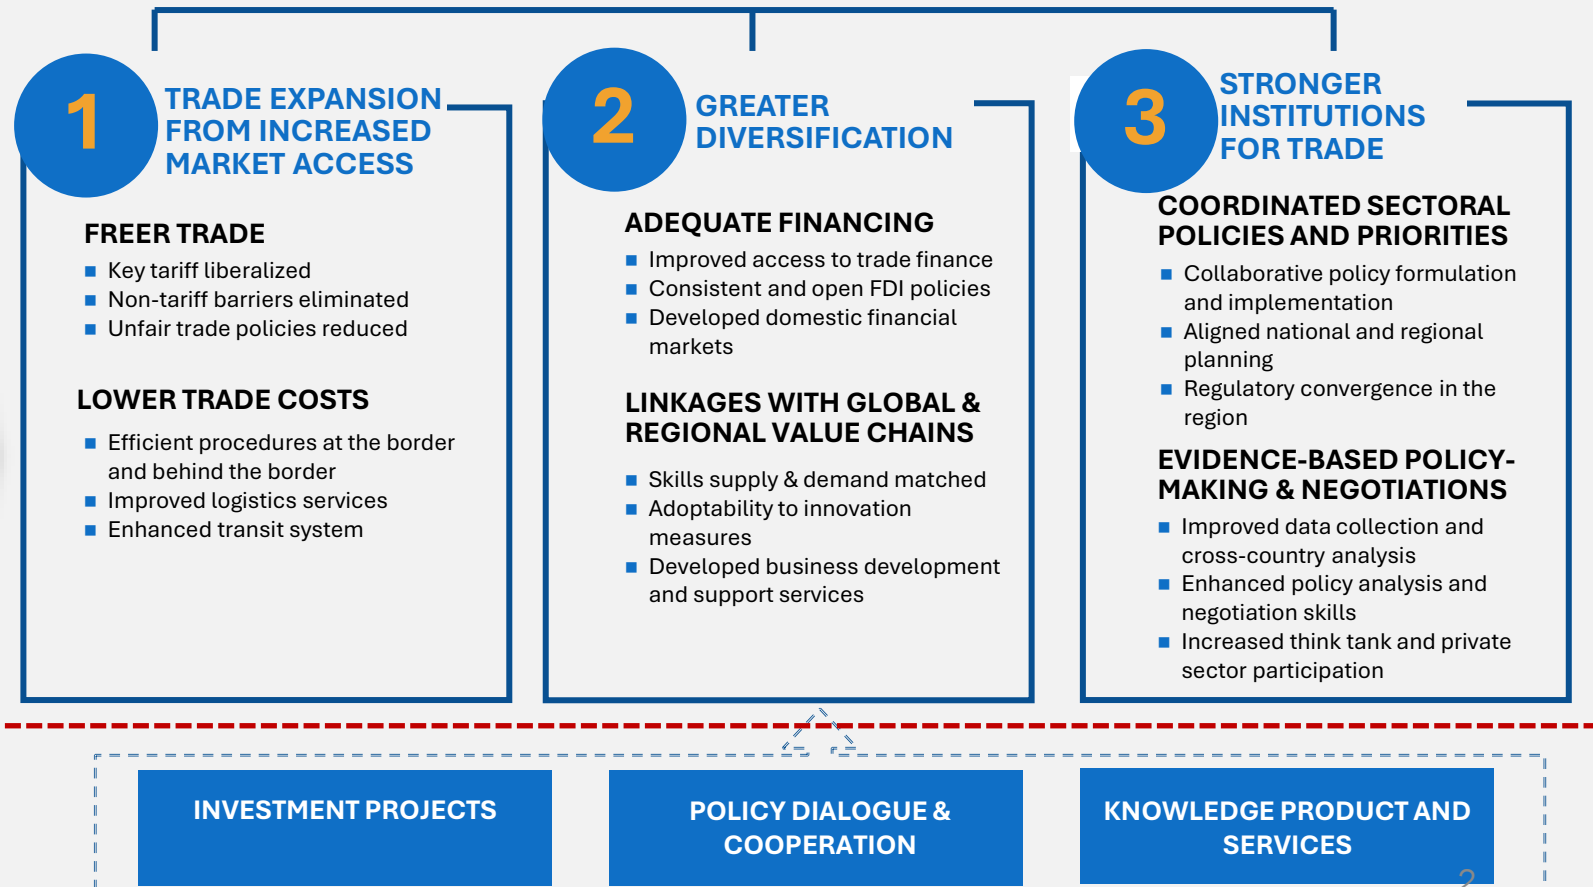 1
TRADE EXPANSION
FROM INCREASED
MARKET ACCESS
FREER TRADE
Key tariff liberalized
Non-tariff barriers eliminated
Unfair trade policies reduced
LOWER TRADE COSTS
Efficient procedures at the border
and behind the border
Improved logistics services
Enhanced transit system
2
GREATER
DIVERSIFICATION
ADEQUATE FINANCING
Improved access to trade finance
Consistent and open FDI policies
Developed domestic financial
markets
LINKAGES WITH GLOBAL &
REGIONAL VALUE CHAINS
Skills supply & demand matched
Adoptability to innovation
measures
Developed business development
and support services
3
STRONGER
INSTITUTIONS
FOR TRADE
COORDINATED SECTORAL
POLICIES AND PRIORITIES
Collaborative policy formulation
and implementation
Aligned national and regional
planning
Regulatory convergence in the
region
EVIDENCE-BASED POLICY-
MAKING & NEGOTIATIONS
Improved data collection and
cross-country analysis
Enhanced policy analysis and
negotiation skills
Increased think tank and private
sector participation
INVESTMENT PROJECTS
POLICY DIALOGUE &
COOPERATION
KNOWLEDGE PRODUCT AND
SERVICES
2